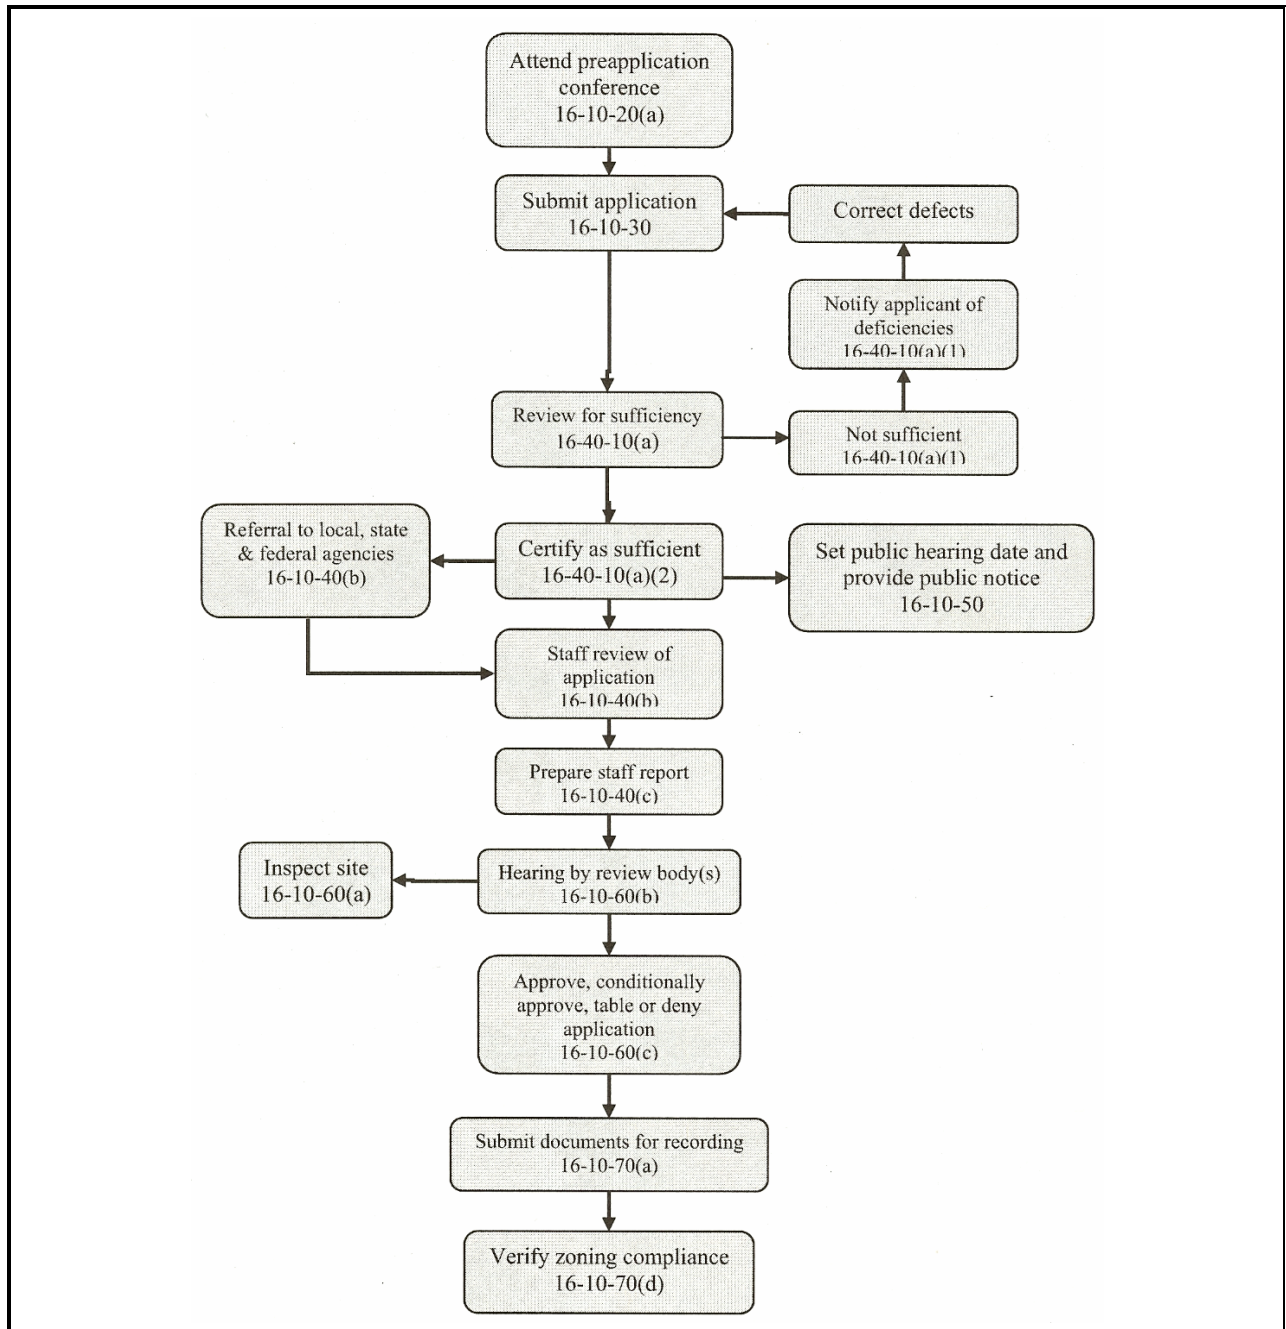 Attend preapplication
conference
16-10-20(a)
Submit application
16-10-30
Correct defects
Notify applicant of
deficiencies
16-40-10(a)(1)
Review for sufficiency
16-40-10(a)
Not sufficient
16-40-10(a)(1)
Referral to local, state
& federal agencies
16-10-40(b)
Certify as sufficient
16-40-10(a)(2)
Set public hearing date and
provide public notice
16-10-50
Staff review of
application
16-10-40(b)
Prepare staff report
16-10-40(c)
Inspect site
16-10-60(a)
Hearing by review body(s)
16-10-60(b)
Approve, conditionally
approve, table or deny
application
16-10-60(c)
Submit documents for recording
16-10-70(a)
Verify zoning compliance
16-10-70(d)